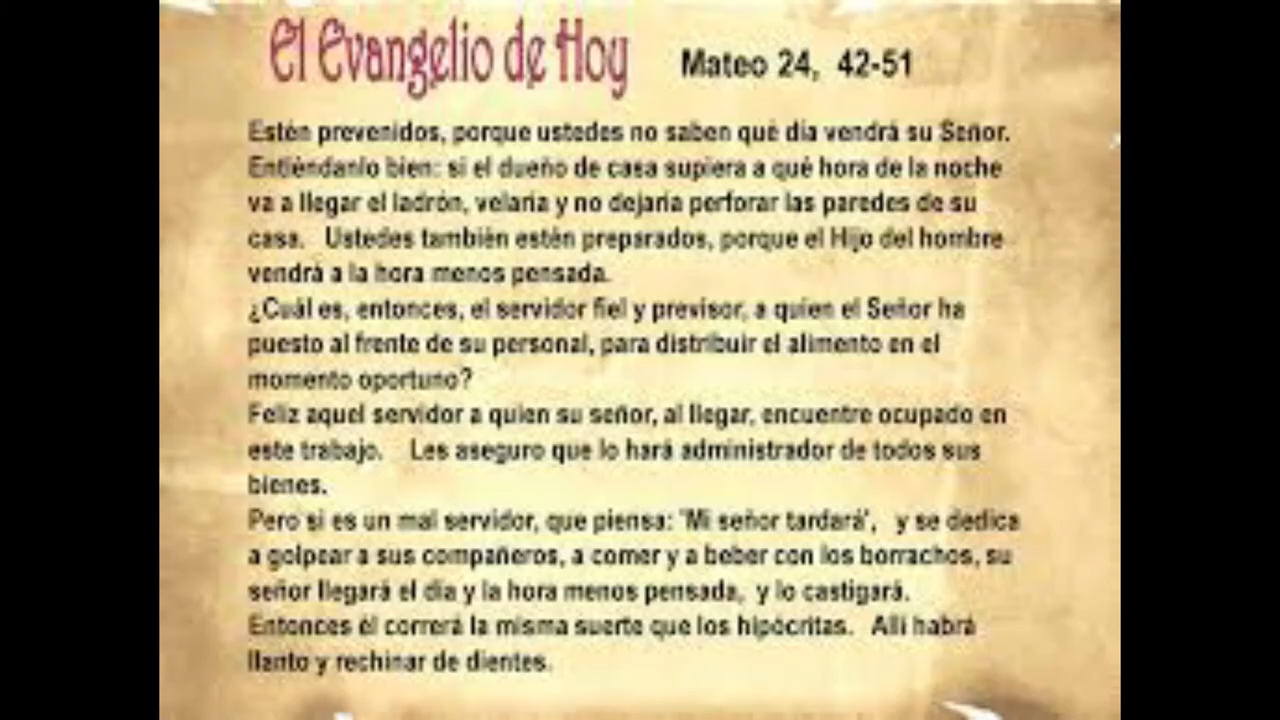 El Evangelio de Hoy Mateo 24, 42-51
Estén prevenidos, porque ustedes no saben qué día vendrá su Señor.
Entiéndanlo bien: si el dueño de casa supiera a qué hora de la noche
va a llegar el ladrón, velaría y no dejaría perforar las paredes de su
casa. Ustedes también estén preparados, porque el Hijo del hombre
vendrá a la hora menos pensada.
¿Cuál es, entonces, el servidor fiel y previsor, a quien el Señor ha
puesto al frente de su personal, para distribuir el alimento en el
momento oportuno?
Feliz aquel servidor a quien su señor, al llegar, encuentre ocupado en
este trabajo. Les aseguro que lo hará administrador de todos sus
bienes.
Pero si es un mal servidor, que piensa: 'Mi señor tardará', y se dedica
a golpear a sus compañeros, a comer y a beber con los borrachos, su
señor llegará el día y la hora menos pensada, y lo castigará.
Entonces él correrá la misma suerte que los hipócritas. Allí habrá
llanto y rechinar de dientes.